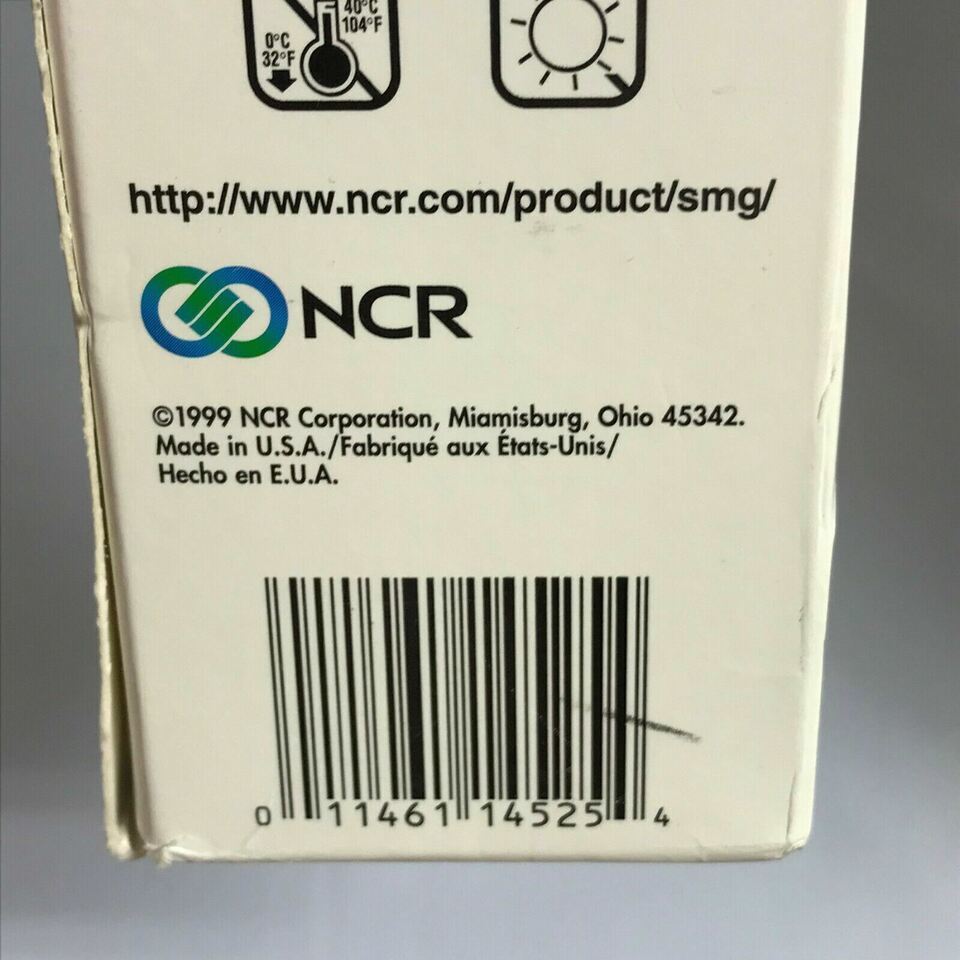 40°C
104°F
0°C
32°F
http://www.ncr.com/product/smg/
NCR
©1999 NCR Corporation, Miamisburg, Ohio 45342.
Made in U.S.A./Fabriqué aux États-Unis/
Hecho en E.U.A.
0 11461 14525 4